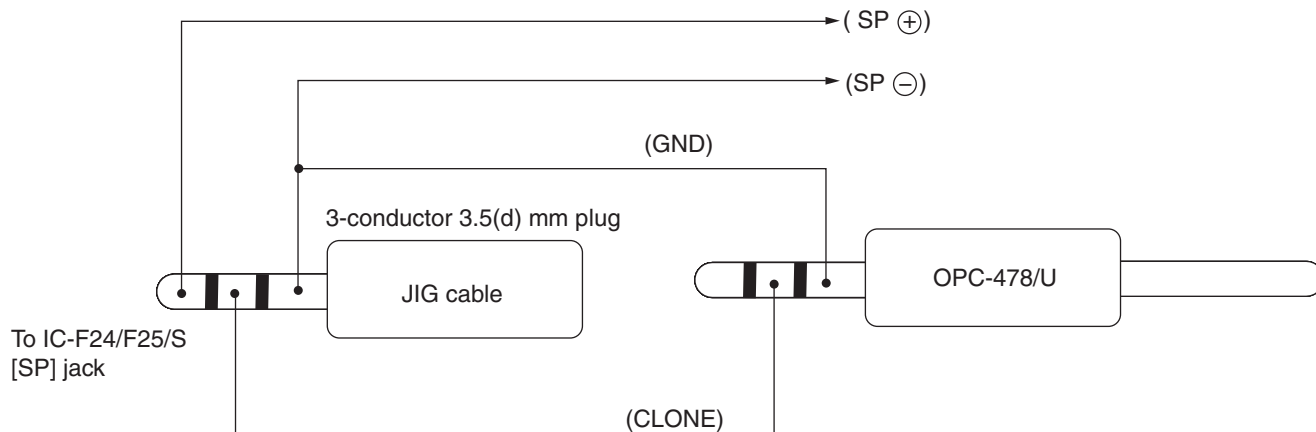 ( SP ⊕)
(SP ⊖)
(GND)
3-conductor 3.5(d) mm plug
JIG cable
OPC-478/U
To IC-F24/F25/S
[SP] jack
(CLONE)